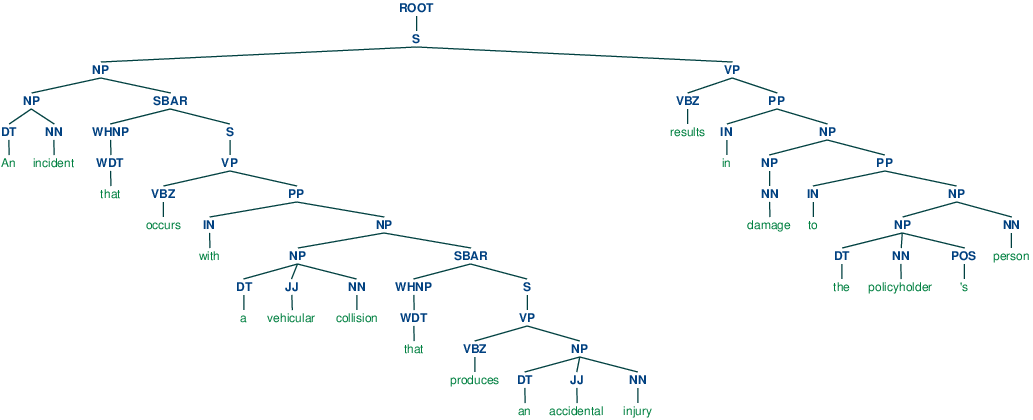 ROOT
S
NP VP
NP SBAR VBZ PP
DT NN WHNP S results IN NP
An incident WDT VP in NP PP
that VBZ PP NN IN NP
occurs IN NP damage to NP NN
with NP SBAR DT NN POS person
DT JJ NN WHNP S the policyholder 's
a vehicular collision WDT VP
that VBZ NP
produces DT JJ NN
an accidental injury